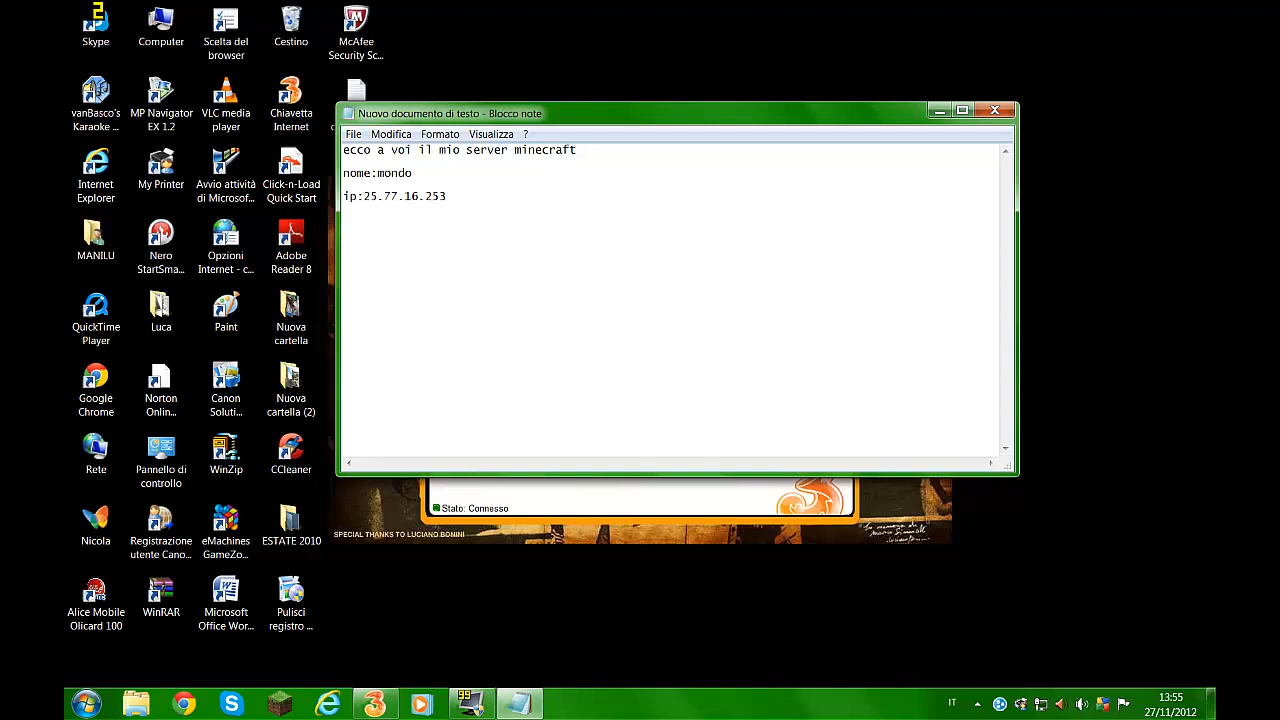 2
Skype
Computer
Scelta del
browser
Cestino
McAfee
Security Sc...
vanBasco's
Karaoke ...
MP Navigator
EX 1.2
VLC media
player
Chiavetta
Internet
Internet
Explorer
My Printer
Avvio attività
di Microsof...
Click-n-Load
Quick Start
MANILU
Nero
StartSma...
Opzioni
Internet - c...
Adobe
Reader 8
QuickTime
Player
Luca
Paint
Nuova
cartella
Google
Chrome
Norton
Onlin...
Canon
Soluti...
Nuova
cartella (2)
Rete
Pannello di
controllo
WinZip
CCleaner
Nicola
Registrazione
utente Cano...
eMachines
GameZo...
ESTATE 2010
Alice Mobile
Olicard 100
WinRAR
Microsoft
Office Wor...
Pulisci
registro ...
Nuovo documento di testo - Blocco note
File Modifica Formato Visualizza ?
ecco a voi il mio server minecraft
nome:mondo
ip:25.77.16.253
Stato: Connesso
SPECIAL THANKS TO LUCIANO BONINI
99
IT
13:55
27/11/2012